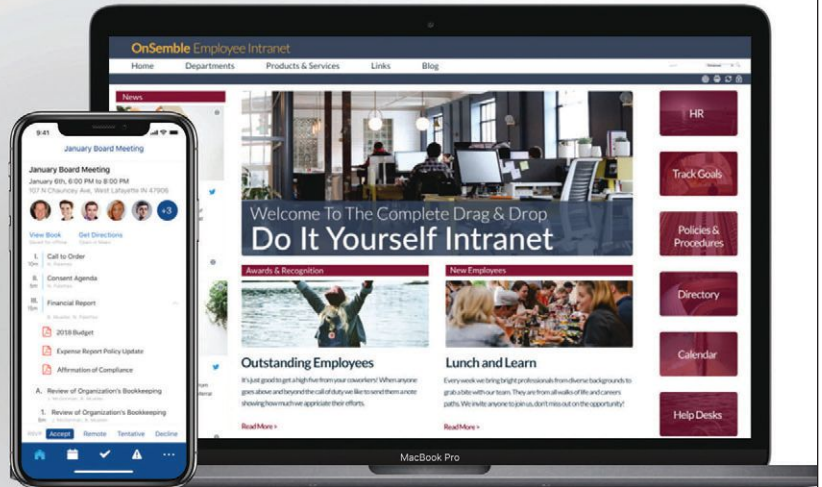 OnSemble Employee Intranet
Home Departments Products & Services Links Blog
News
Welcome To The Complete Drag & Drop
Do It Yourself Intranet
Awards & Recognition
Outstanding Employees
It's just good to get a high five from your coworkers! When anyone
goes above and beyond the call of duty we like to send them a note
showing how much we appriciate their efforts.
Read More >
New Employees
Lunch and Learn
Every week we bring bright professionals from diverse backgrounds to
grab a bite with our team. They are from all walks of life and careers
paths. We invite anyone to join us, don't miss out on the opportunity!
Read More >
HR
Track Goals
Policies &
Procedures
Directory
Calendar
Help Desks
MacBook Pro
9:41
January Board Meeting
January Board Meeting
January 6th, 6:00 PM to 8:00 PM
107 N Chauncey Ave, West Lafayette IN 47906
+3
View Book Get Directions
I. Call to Order
II. Consent Agenda
III. Financial Report
2018 Budget
Expense Report Policy Update
Affirmation of Compliance
A. Review of Organization's Bookkeeping
1. Review of Organization's Bookkeeping
RSVP Accept Remote Tentative Decline